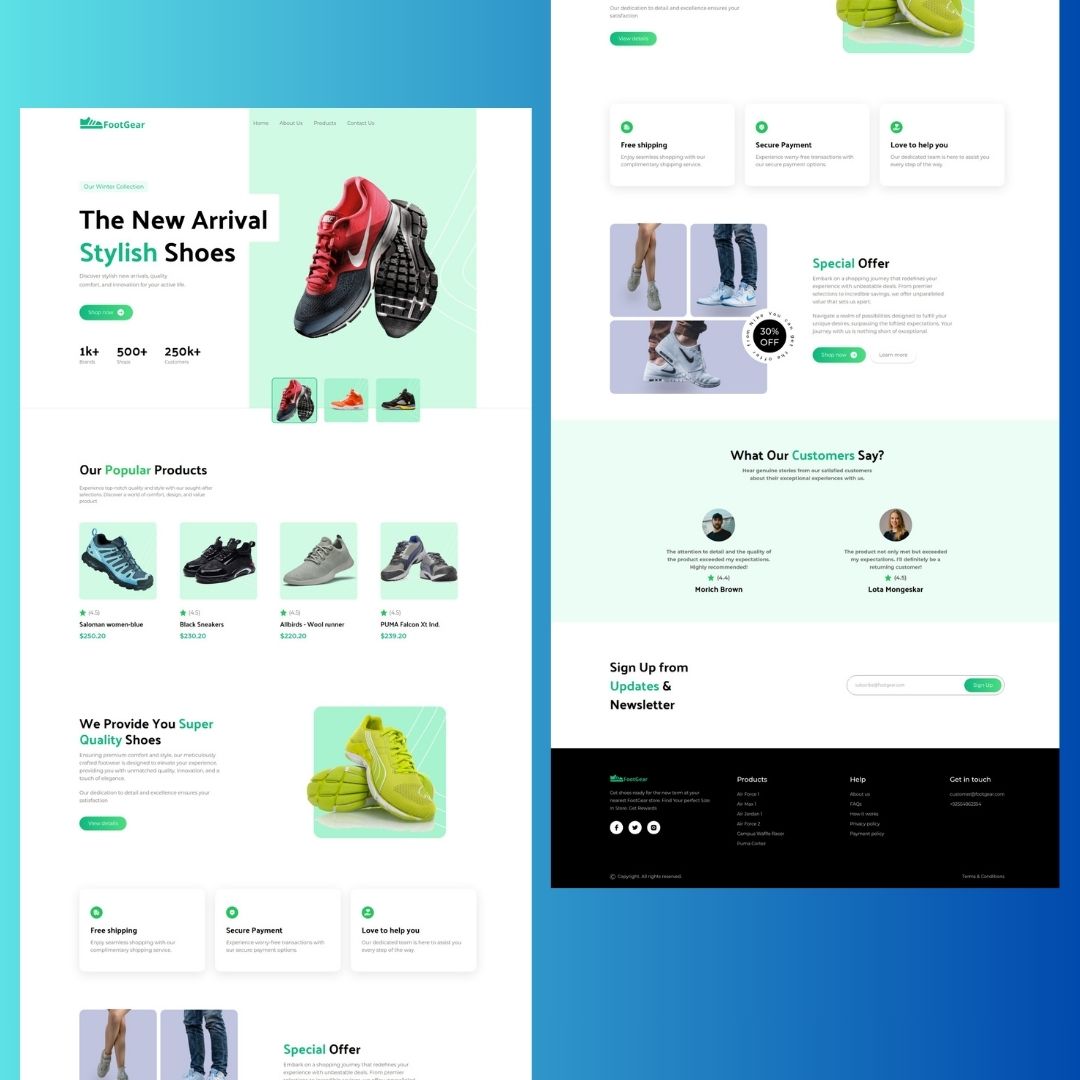 FootGear
Home About Us Products Contact Us
Our Winter Collection
The New Arrival
Stylish Shoes
Discover stylish new arrivals, quality
comfort, and innovation for your active life.
Shop now
1k+ 500+ 250k+
Brands Shops Customers
Our Popular Products
Experience top-notch quality and style with our sought-after
selections. Discover a world of comfort, design, and value
product
(4.5) (4.5) (4.5) (4.5)
Saloman women-blue Black Sneakers Allbirds - Wool runner PUMA Falcon Xt Ind.
$250.20 $230.20 $220.20 $239.20
We Provide You Super
Quality Shoes
Ensuring premium comfort and style, our meticulously
crafted footwear is designed to elevate your experience,
providing you with unmatched quality, innovation, and a
touch of elegance.
Our dedication to detail and excellence ensures your
satisfaction
View details
Free shipping
Enjoy seamless shopping with our
complimentary shipping service.
Secure Payment
Experience worry-free transactions with
our secure payment options.
Love to help you
Our dedicated team is here to assist you
every step of the way.
Special Offer
Embark on a shopping journey that redefines your
experience with unbeatable deals. From premier
Our dedication to detail and excellence ensures your
satisfaction
View details
Free shipping
Enjoy seamless shopping with our
complimentary shipping service.
Secure Payment
Experience worry-free transactions with
our secure payment options.
Love to help you
Our dedicated team is here to assist you
every step of the way.
You can get the offer from Nike
30%
OFF
Special Offer
Embark on a shopping journey that redefines your
experience with unbeatable deals. From premier
selections to incredible savings, we offer unparalleled
value that sets us apart.
Navigate a realm of possibilities designed to fulfill your
unique desires, surpassing the loftiest expectations. Your
journey with us is nothing short of exceptional
Shop now Learn more
What Our Customers Say?
Hear genuine stories from our satisfied customers
about their exceptional experiences with us.
The attention to detail and the quality of
the product exceeded my expectations.
Highly recommended!
(4.4)
Morich Brown
The product not only met but exceeded
my expectations. I'll definitely be a
returning customer!
(4.5)
Lota Mongeskar
Sign Up from
Updates &
Newsletter
subscribe@footgear.com Sign Up
FootGear
Get shoes ready for the new term at your
nearest FootGear store. Find Your perfect Size
In Store. Get Rewards
Products
Air Force 1
Air Max 1
Air Jordan 1
Air Force 2
Campus Waffle Racer
Puma Carter
Help
About us
FAQs
How it works
Privacy policy
Payment policy
Get in touch
customer@footgear.com
© Copyright. All rights reserved. Terms & Conditions